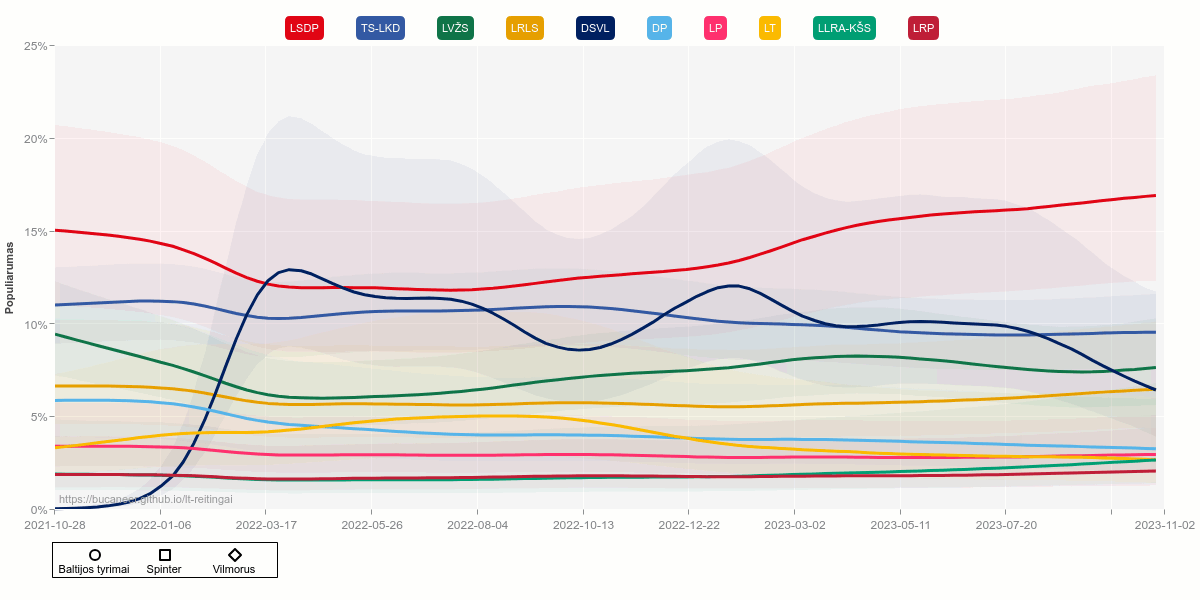 LSDP TS-LKD LVŽS LRLS DSVL DP LP LT LLRA-KŠS LRP
25%
20%
15%
10%
5%
0%
Populiarumas
https://bucaneer.github.io/lt-reitingai
2021-10-28 2022-01-06 2022-03-17 2022-05-26 2022-08-04 2022-10-13 2022-12-22 2023-03-02 2023-05-11 2023-07-20 2023-11-02
Baltijos tyrimai Spinter Vilmorus